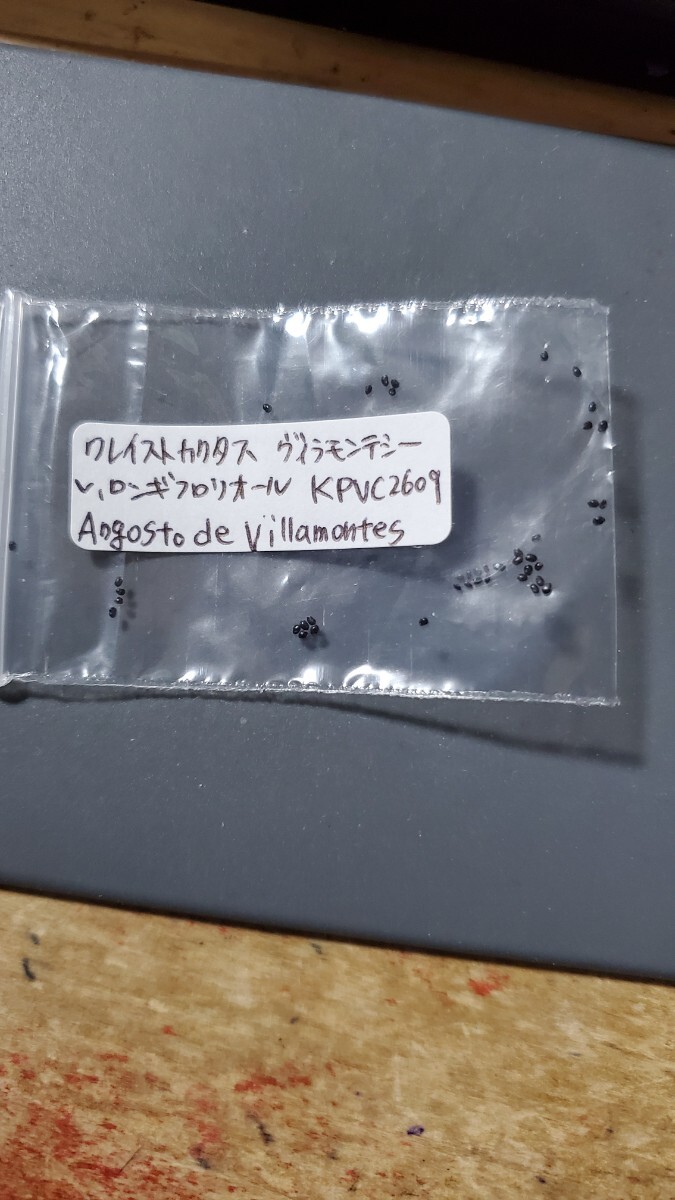 クレイストカクタス ヴィラモンテシー
v.ロンギフロリオール KPVC2609
Angosto de Villamontes